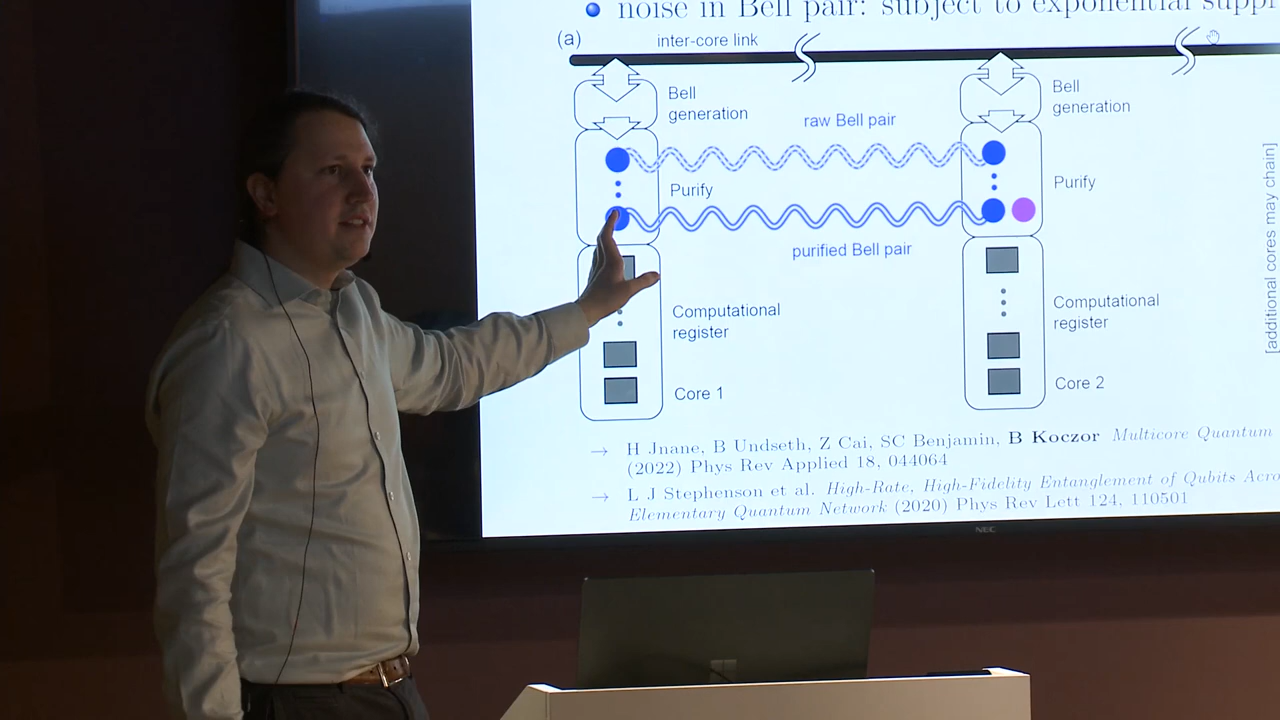 noise in Bell pair: subject to exponential
(a)
inter-core link
Bell
generation
Bell
generation
raw Bell pair
Purify
Purify
purified Bell pair
Computational
register
Computational
register
Core 1
Core 2
[additional cores may chain]
→ H Jnane, B Undseth, Z Cai, SC Benjamin, B Koczor Multicore Quantum
(2022) Phys Rev Applied 18, 044064
→ L J Stephenson et al. High-Rate, High-Fidelity Entanglement of Qubits
Elementary Quantum Network (2020) Phys Rev Lett 124, 110501
NEC